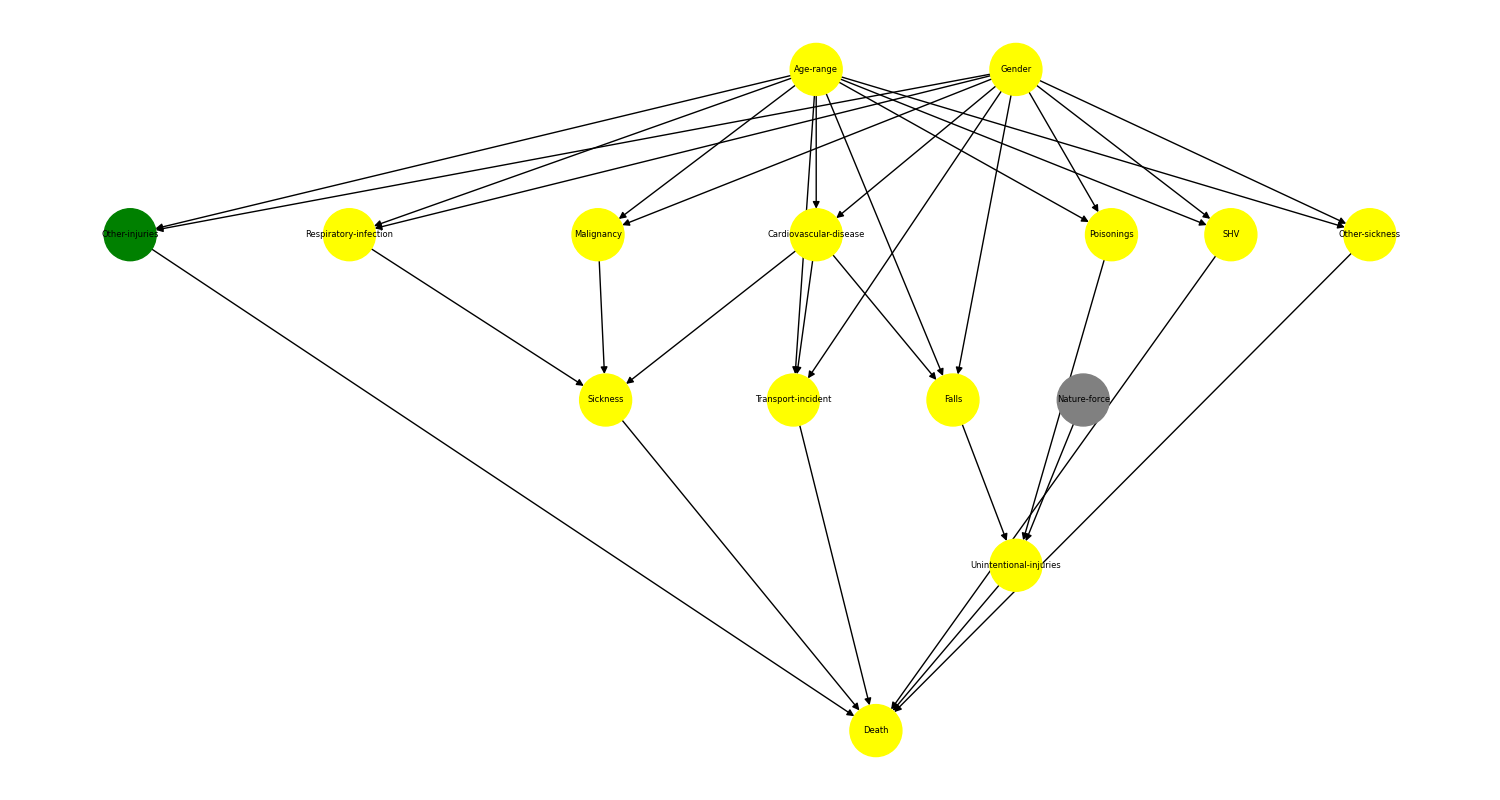 Age-range
Gender
Other-injuries
Respiratory-infection
Malignancy
Cardiovascular-disease
Poisonings
SHV
Other-sickness
Sickness
Transport-incident
Falls
Nature-force
Unintentional-injuries
Death